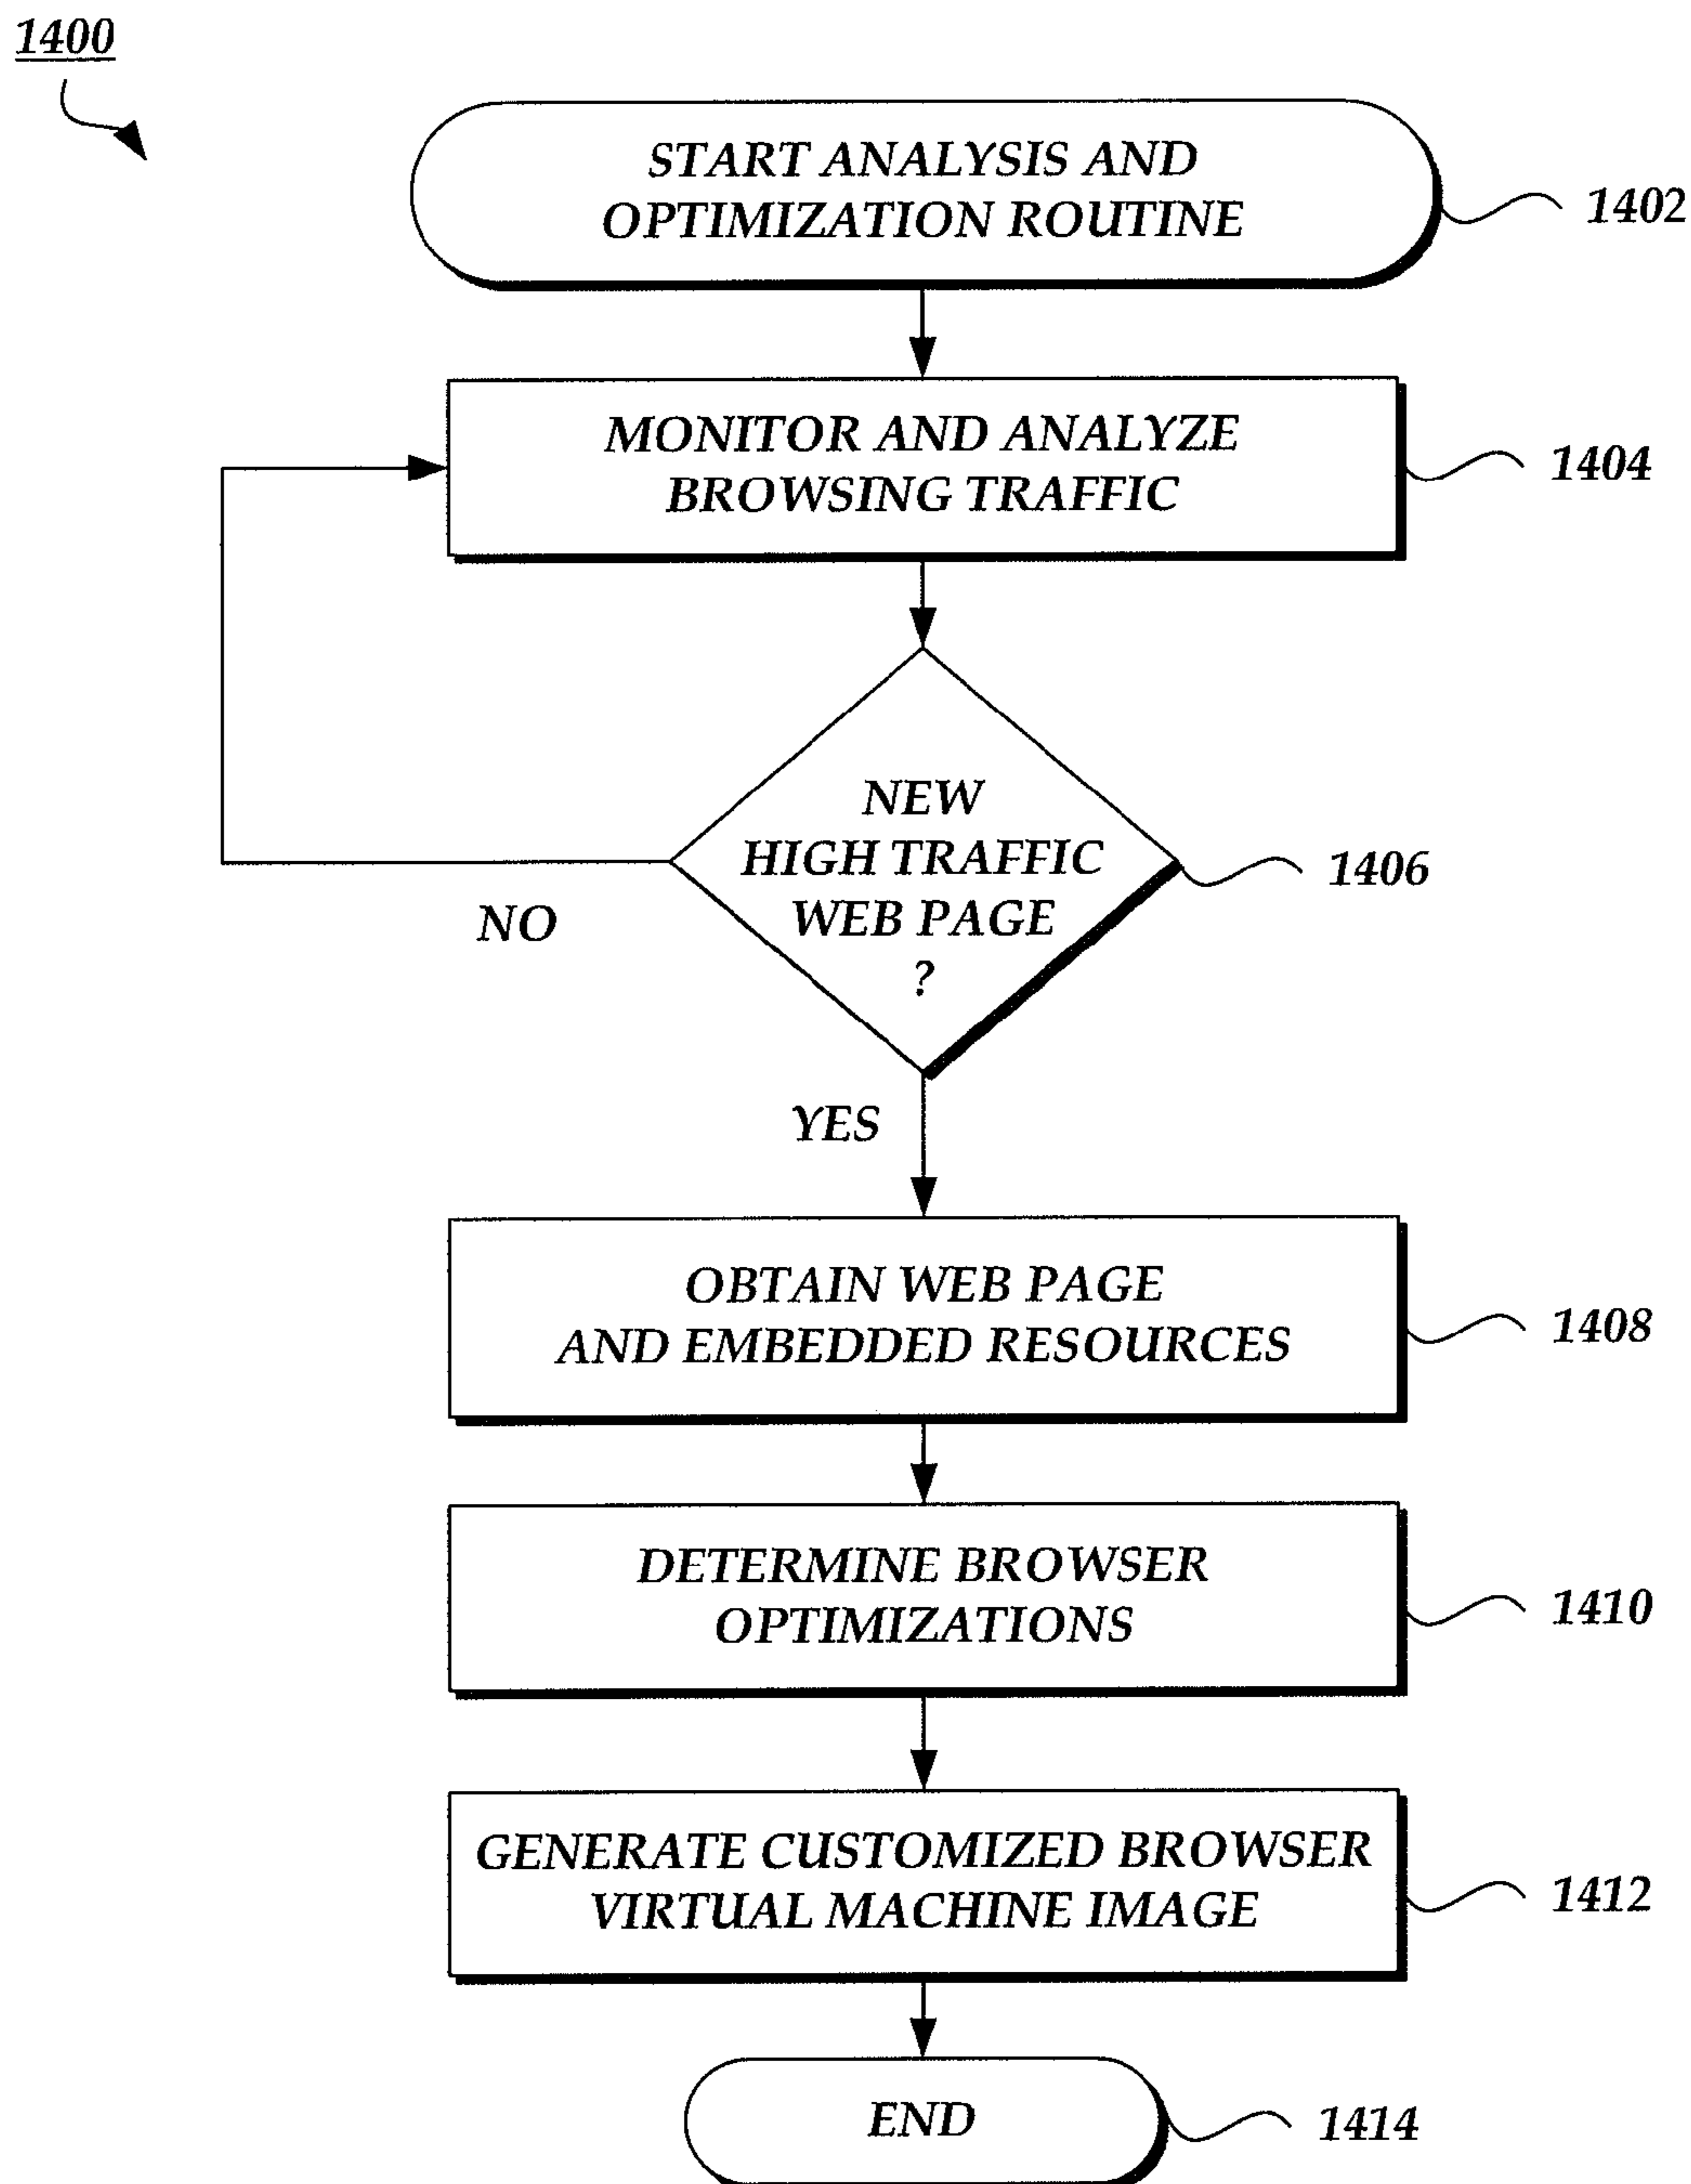 1400
START ANALYSIS AND
OPTIMIZATION ROUTINE
1402
MONITOR AND ANALYZE
BROWSING TRAFFIC
1404
NEW
HIGH TRAFFIC
WEB PAGE
?
1406
NO
YES
OBTAIN WEB PAGE
AND EMBEDDED RESOURCES
1408
DETERMINE BROWSER
OPTIMIZATIONS
1410
GENERATE CUSTOMIZED BROWSER
VIRTUAL MACHINE IMAGE
1412
END
1414